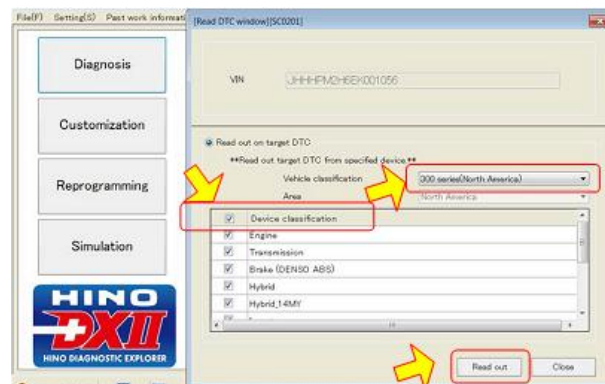 File(F) Setting(S) Past work informati
[Read DTC window][SC0201]
Diagnosis
Customization
Reprogramming
Simulation
HINO
DXII
HINO DIAGNOSTIC EXPLORER
VIN
JHHHPM2H6EK001056
Read out on target DTC
**Read out target DTC from specified device.**
Vehicle classification
300 series(North America)
Area
North America
Device classification
Engine
Transmission
Brake (DENSO ABS)
Hybrid
Hybrid_14MY
Read out
Close